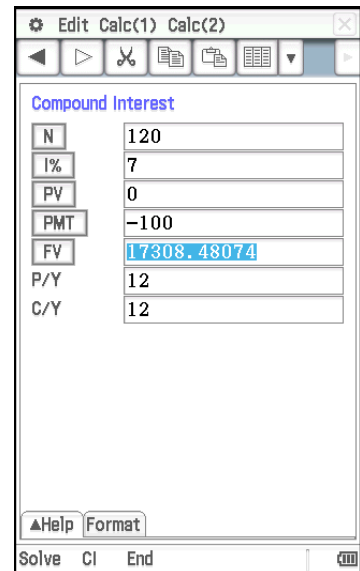 Edit Calc(1) Calc(2)
Compound Interest
N 120
I% 7
PV 0
PMT −100
FV 17308.48074
P/Y 12
C/Y 12
▲Help Format
Solve CI End